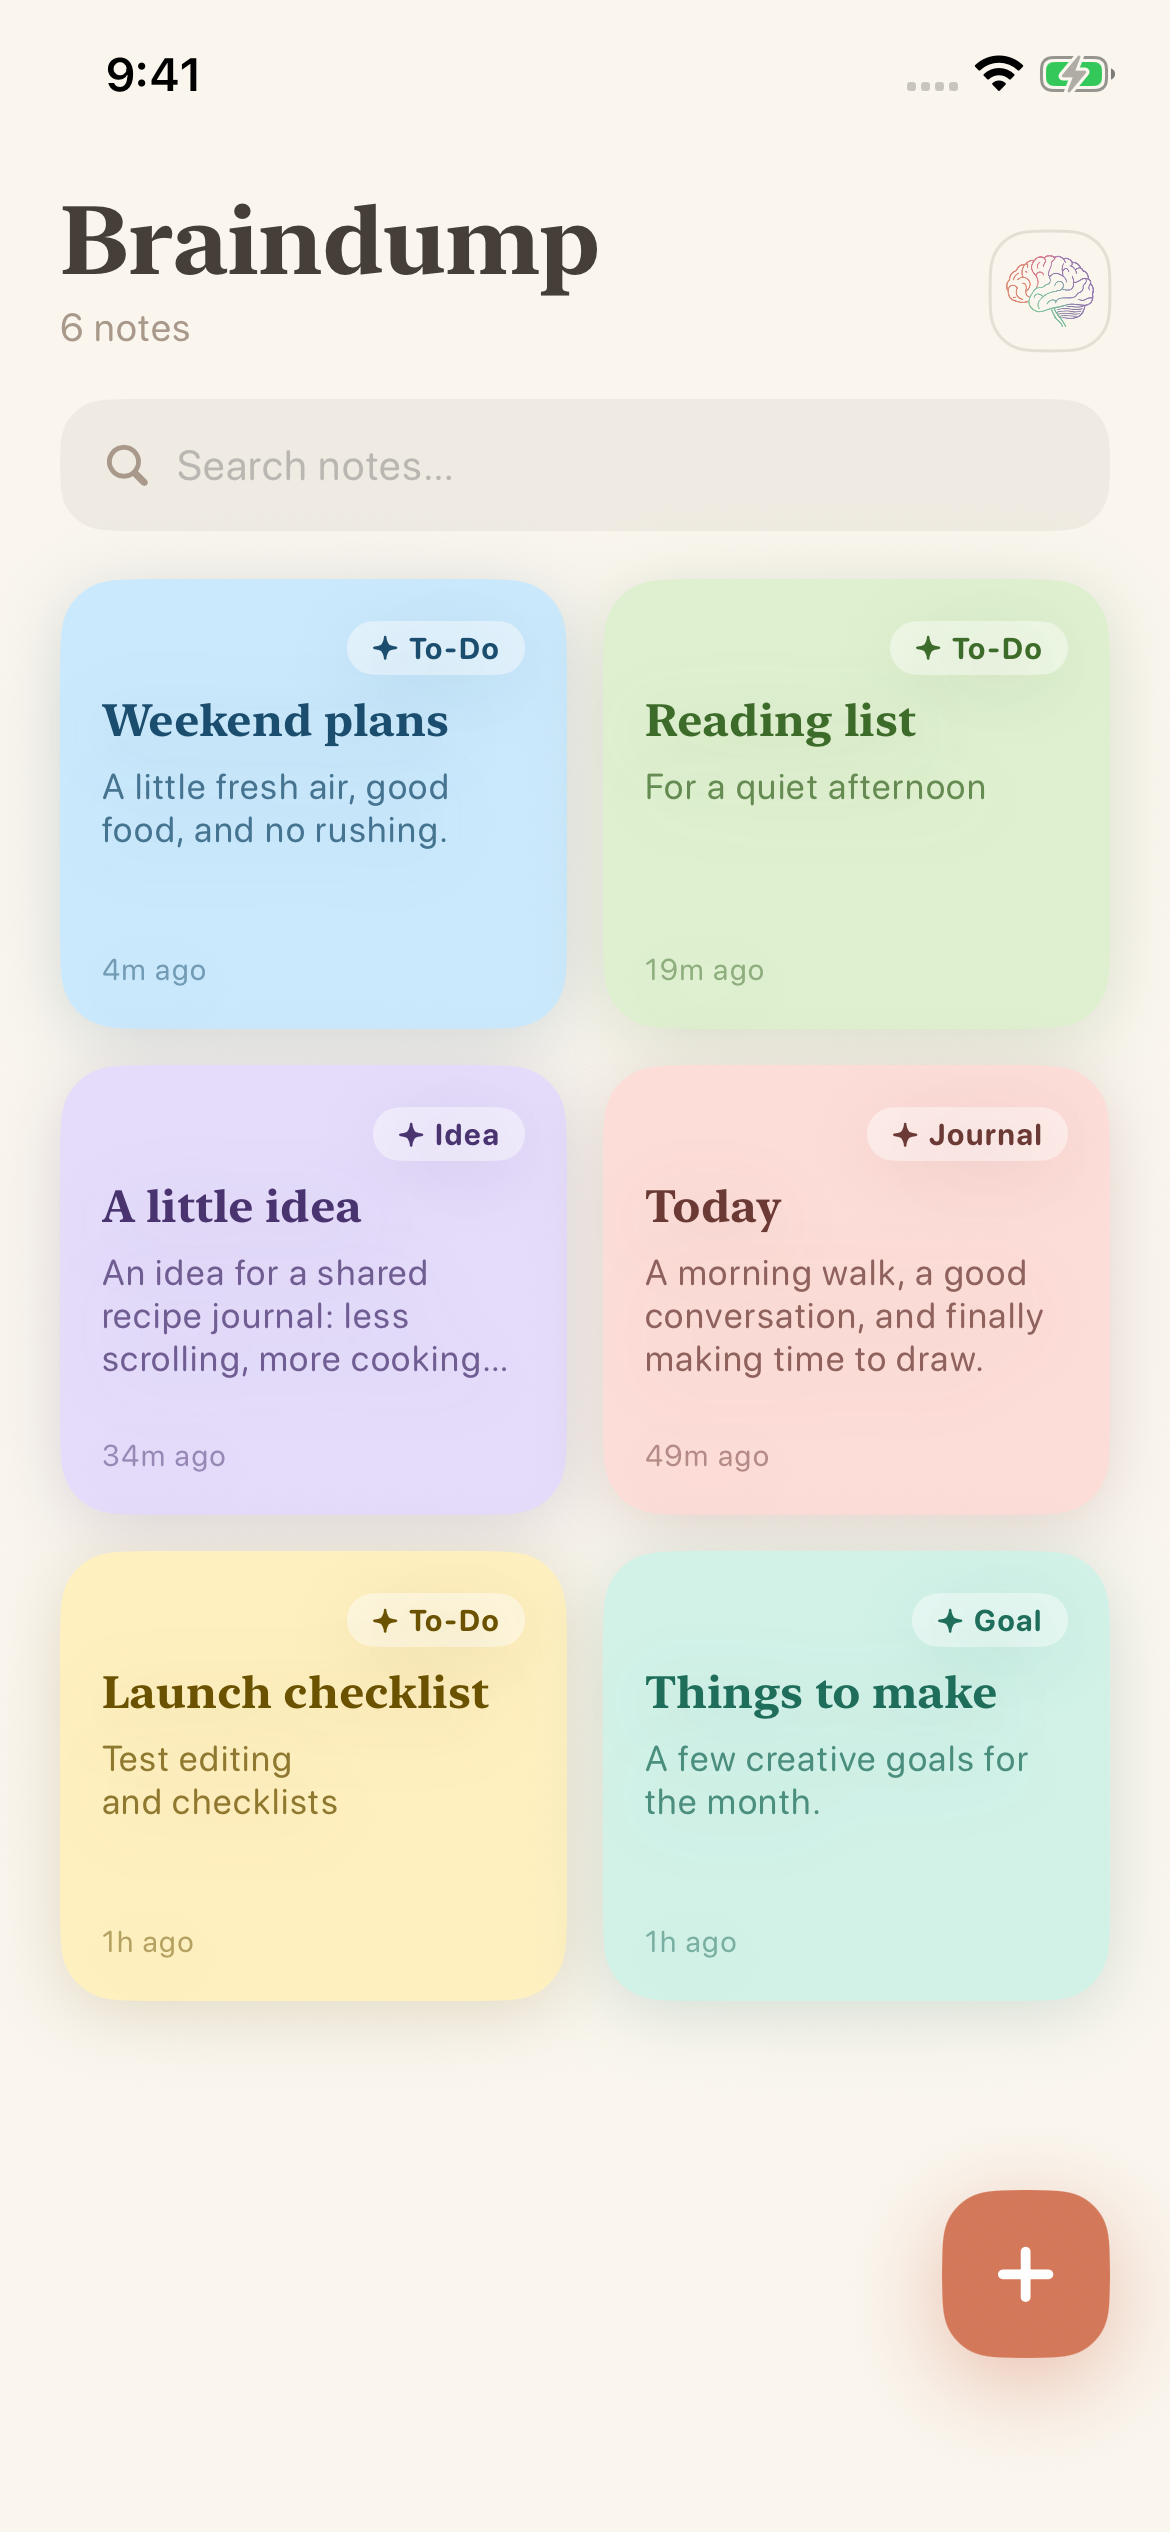 9:41
Braindump
6 notes
Search notes...
To-Do
Weekend plans
A little fresh air, good
food, and no rushing.
4m ago
To-Do
Reading list
For a quiet afternoon
19m ago
Idea
A little idea
An idea for a shared
recipe journal: less
scrolling, more cooking...
34m ago
Journal
Today
A morning walk, a good
conversation, and finally
making time to draw.
49m ago
To-Do
Launch checklist
Test editing
and checklists
1h ago
Goal
Things to make
A few creative goals for
the month.
1h ago